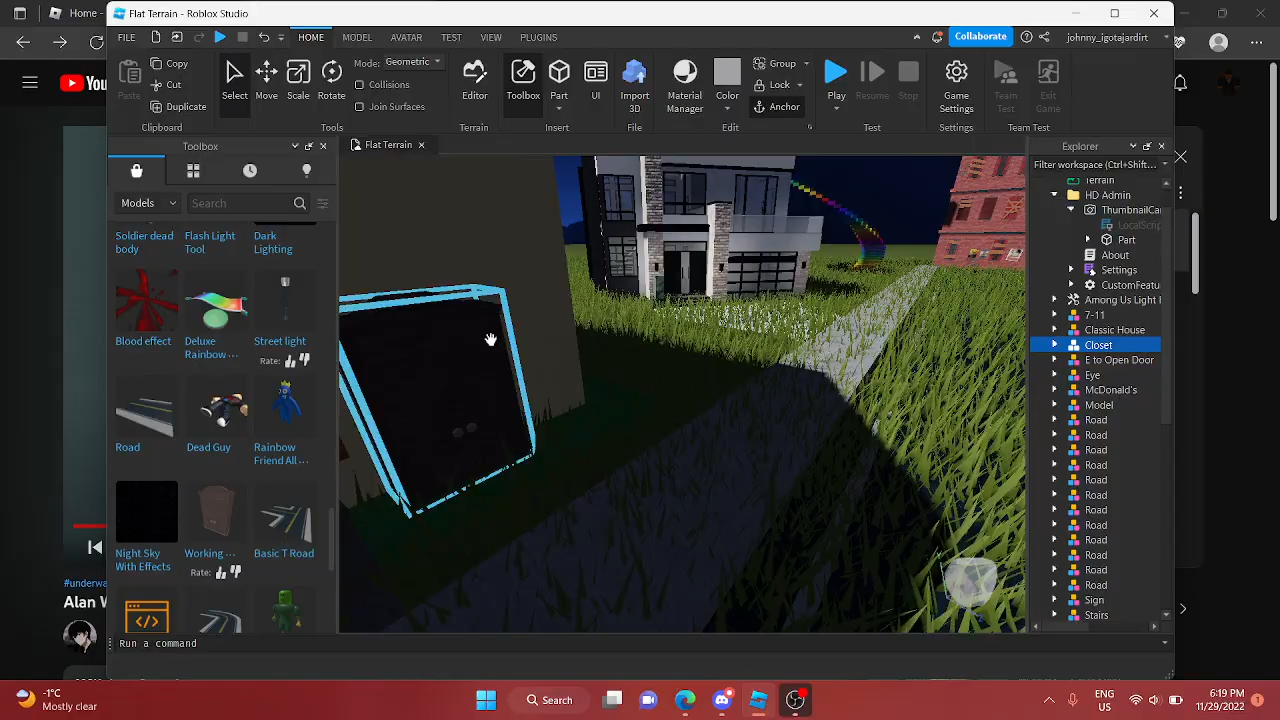 Home
Flat Terrain - Roblox Studio
FILE HOME MODEL AVATAR TEST VIEW PLUGINS Collaborate johnny_igotajardirt
Paste Copy Cut Duplicate Clipboard
Select Move Scale Rotate Mode: Geometric Collisions Join Surfaces Tools
Editor Terrain
Toolbox Part UI Insert
Import 3D File
Material Manager Color Group Lock Anchor Edit
Play Resume Stop Test
Game Settings Settings
Team Test Exit Game Team Test
Toolbox
Models Search
Soldier dead body
Flash Light Tool
Dark Lighting
Blood effect
Deluxe Rainbow ...
Street light
Rate:
Road
Dead Guy
Rainbow Friend All ...
Night Sky With Effects
Working ...
Rate:
Basic T Road
Flat Terrain
Explorer
Filter workspace (Ctrl+Shift...
Terrain
HD Admin
ThumbnailCar
LocalScrip
Part
About
Settings
CustomFeatu
Among Us Light
7-11
Classic House
Closet
E to Open Door
Eye
McDonald's
Model
Road
Road
Road
Road
Road
Road
Road
Road
Road
Road
Road
Road
Sign
Stairs
Run a command
You
#underwa
Alan W
-1°C
Mostly clear
Search
ENG
US
6:19 PM
11/29/2022
1